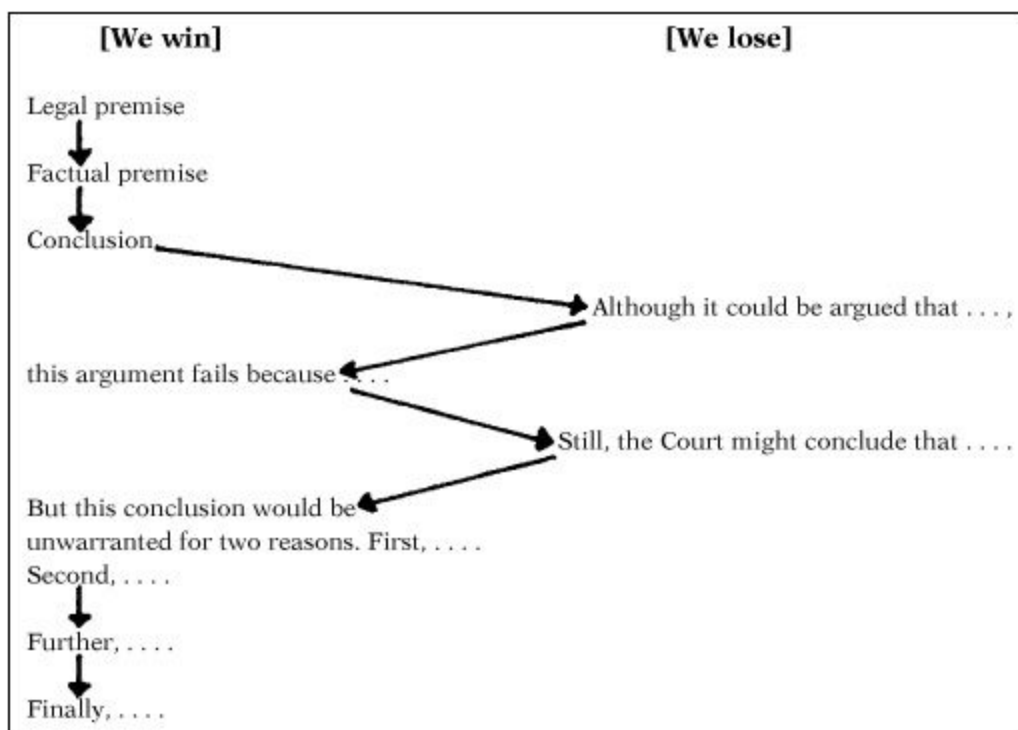 [We win] [We lose]
Legal premise
Factual premise
Conclusion
Although it could be argued that . . . ,
this argument fails because . . . .
Still, the Court might conclude that . . . .
But this conclusion would be
unwarranted for two reasons. First, . . . .
Second, . . . .
Further, . . . .
Finally, . . . .